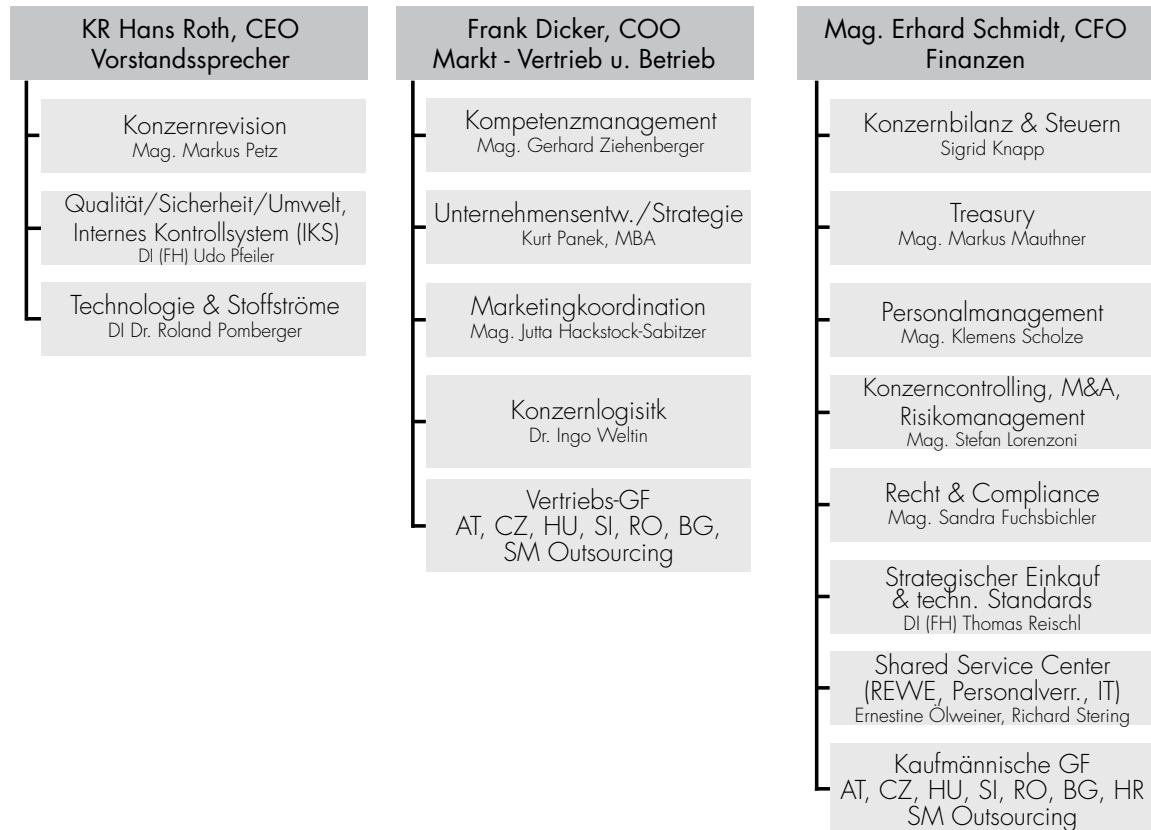 KR Hans Roth, CEO
Vorstandssprecher
Konzernrevision
Mag. Markus Petz
Qualität/Sicherheit/Umwelt,
Internes Kontrollsystem (IKS)
DI (FH) Udo Pfeiler
Technologie & Stoffströme
DI Dr. Roland Pomberger
Frank Dicker, COO
Markt - Vertrieb u. Betrieb
Kompetenzmanagement
Mag. Gerhard Ziehenberger
Unternehmensentw./Strategie
Kurt Panek, MBA
Marketingkoordination
Mag. Jutta Hackstock-Sabitzer
Konzernlogisitk
Dr. Ingo Weltin
Vertriebs-GF
AT, CZ, HU, SI, RO, BG,
SM Outsourcing
Mag. Erhard Schmidt, CFO
Finanzen
Konzernbilanz & Steuern
Sigrid Knapp
Treasury
Mag. Markus Mauthner
Personalmanagement
Mag. Klemens Scholze
Konzerncontrolling, M&A,
Risikomanagement
Mag. Stefan Lorenzoni
Recht & Compliance
Mag. Sandra Fuchsbichler
Strategischer Einkauf
& techn. Standards
DI (FH) Thomas Reischl
Shared Service Center
(REWE, Personalverr., IT)
Ernestine Ölweiner, Richard Stering
Kaufmännische GF
AT, CZ, HU, SI, RO, BG, HR
SM Outsourcing